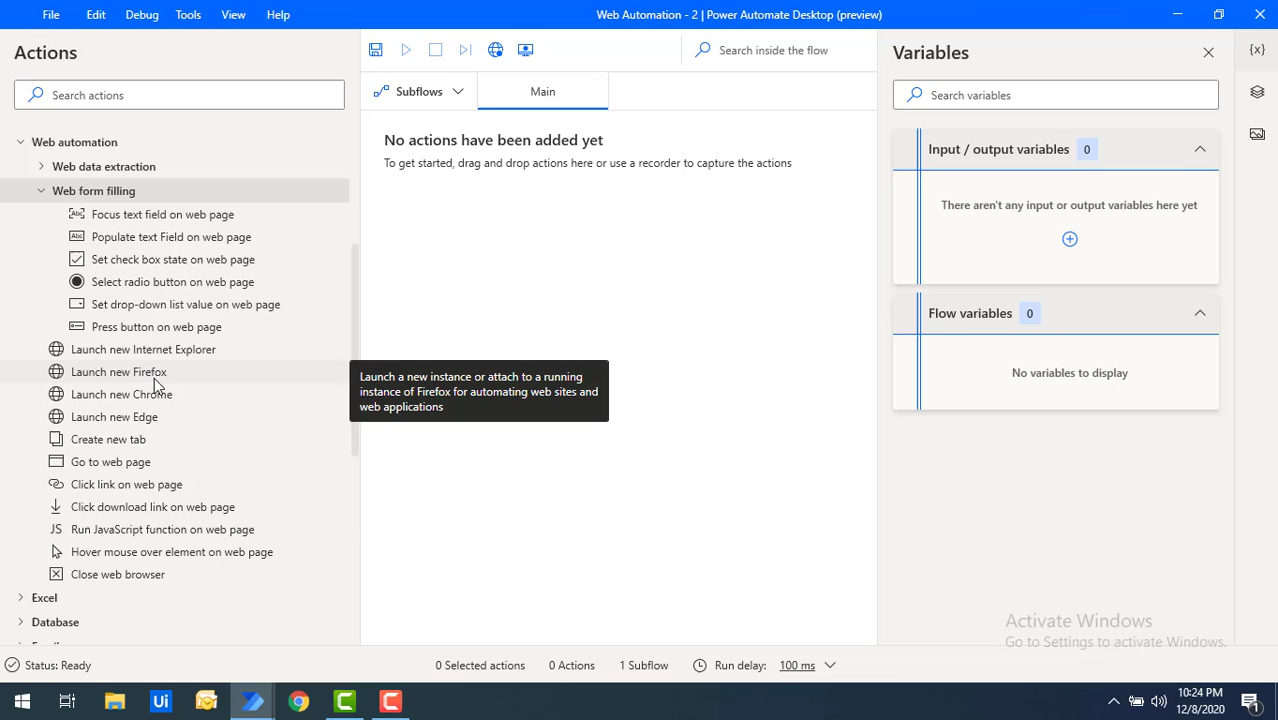 File Edit Debug Tools View Help
Web Automation - 2 | Power Automate Desktop (preview)
Actions
Search actions
Web automation
Web data extraction
Web form filling
Abc Focus text field on web page
Abc Populate text Field on web page
Set check box state on web page
Select radio button on web page
Set drop-down list value on web page
Press button on web page
Launch new Internet Explorer
Launch new Firefox
Launch new Chrome
Launch new Edge
Create new tab
Go to web page
Click link on web page
Click download link on web page
JS Run JavaScript function on web page
Hover mouse over element on web page
Close web browser
Excel
Database
Search inside the flow
Subflows
Main
No actions have been added yet
To get started, drag and drop actions here or use a recorder to capture the actions
Launch a new instance or attach to a running
instance of Firefox for automating web sites and
web applications
Variables
{x}
Search variables
Input / output variables 0
There aren't any input or output variables here yet
Flow variables 0
No variables to display
Activate Windows
Go to Settings to activate Windows.
Status: Ready
0 Selected actions
0 Actions
1 Subflow
Run delay: 100 ms
Ui
10:24 PM
12/8/2020
1